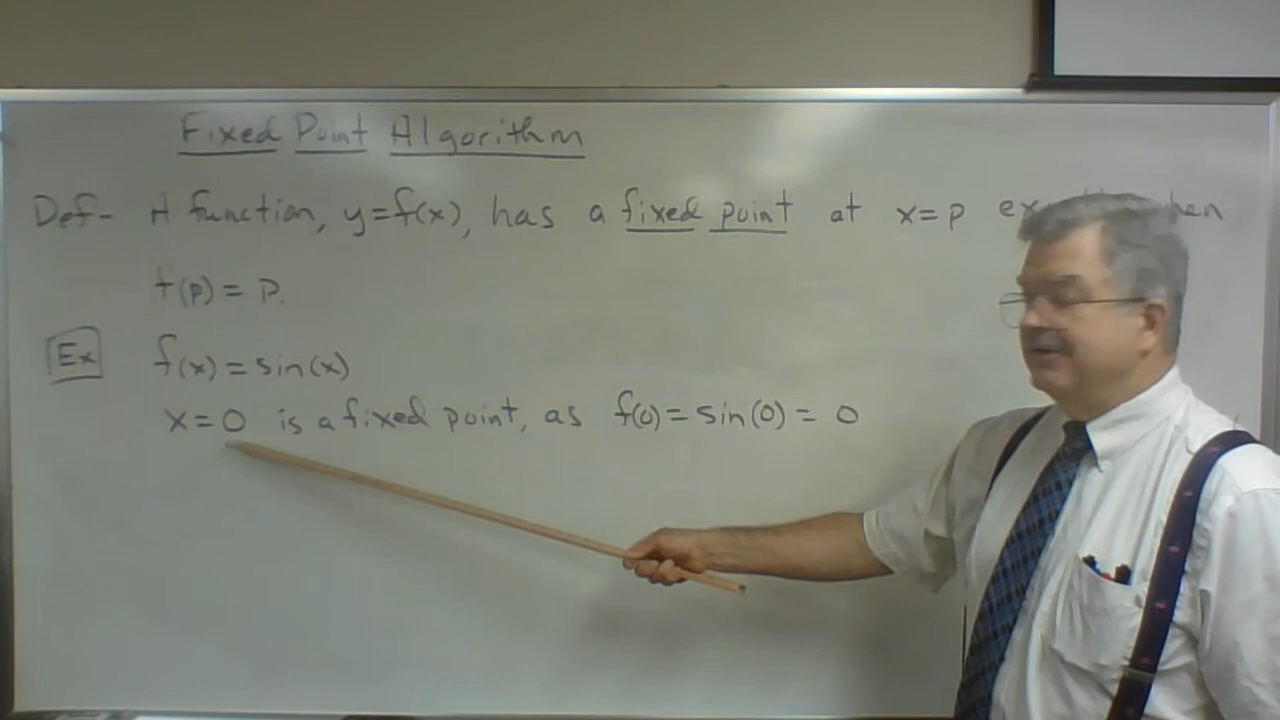 Fixed Point Algorithm
Def- A function, y=f(x), has a fixed point at x=p
f(p) = p.
Ex f(x) = sin(x)
x=0 is a fixed point, as f(0) = sin(0) = 0